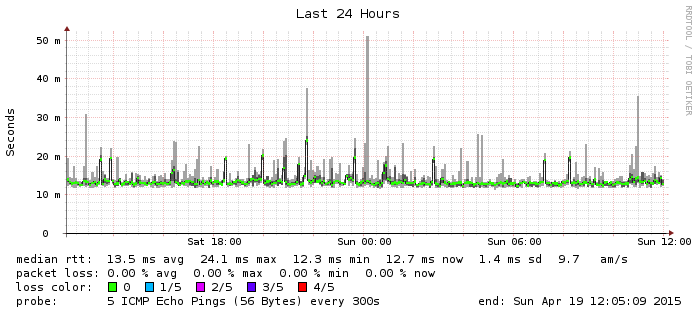 Last 24 Hours
RRDTOOL / TOBI OETIKER
Seconds
50 m
40 m
30 m
20 m
10 m
0
Sat 18:00 Sun 00:00 Sun 06:00 Sun 12:00
median rtt: 13.5 ms avg 24.1 ms max 12.3 ms min 12.7 ms now 1.4 ms sd 9.7 am/s
packet loss: 0.00 % avg 0.00 % max 0.00 % min 0.00 % now
loss color: 0 1/5 2/5 3/5 4/5
probe: 5 ICMP Echo Pings (56 Bytes) every 300s end: Sun Apr 19 12:05:09 2015